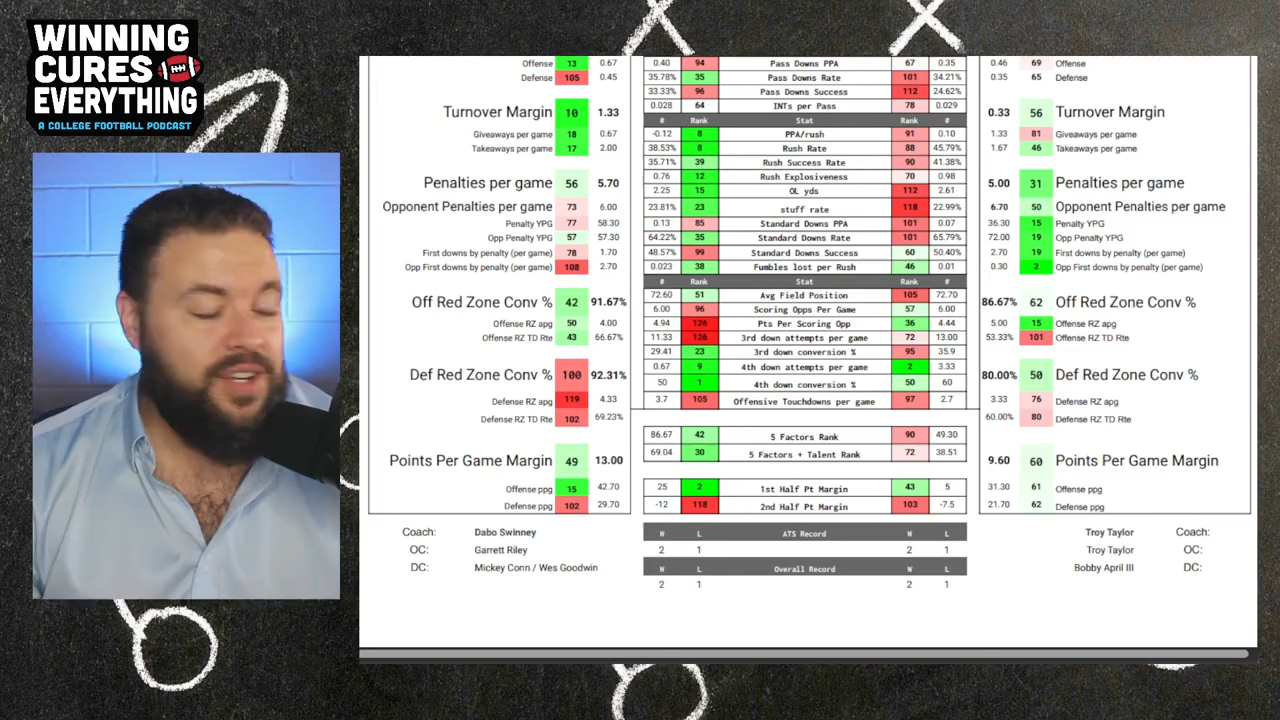 WINNING
CURES
EVERYTHING
A COLLEGE FOOTBALL PODCAST
Offense 13 0.67 0.40 94 Pass Downs PPA 67 0.35 0.46 69 Offense
Defense 105 0.45 35.78% 35 Pass Downs Rate 101 34.21% 0.35 65 Defense
33.33% 96 Pass Downs Success 112 24.62%
Turnover Margin 10 1.33 0.028 64 INTs per Pass 78 0.029 0.33 56 Turnover Margin
# Rank Stat Rank #
Giveaways per game 18 0.67 -0.12 8 PPA/rush 91 0.10 1.33 81 Giveaways per game
Takeaways per game 17 2.00 38.53% 8 Rush Rate 88 45.79% 1.67 46 Takeaways per game
35.71% 39 Rush Success Rate 90 41.38%
Penalties per game 56 5.70 0.76 12 Rush Explosiveness 70 0.98 5.00 31 Penalties per game
2.25 15 OL yds 112 2.61
Opponent Penalties per game 73 6.00 23.81% 23 stuff rate 118 22.99% 6.70 50 Opponent Penalties per game
Penalty YPG 77 58.30 0.13 85 Standard Downs PPA 101 0.07 36.30 15 Penalty YPG
Opp Penalty YPG 57 57.30 64.22% 35 Standard Downs Rate 101 65.79% 72.00 19 Opp Penalty YPG
First downs by penalty (per game) 78 1.70 48.57% 99 Standard Downs Success 60 50.40% 2.70 19 First downs by penalty (per game)
Opp First downs by penalty (per game) 108 2.70 0.023 38 Fumbles lost per Rush 46 0.01 0.30 2 Opp First downs by penalty (per game)
# Rank Stat Rank #
Off Red Zone Conv % 42 91.67% 72.60 51 Avg Field Position 105 72.70 86.67% 62 Off Red Zone Conv %
6.00 96 Scoring Opps Per Game 57 6.00
Offense RZ apg 50 4.00 4.94 126 Pts Per Scoring Opp 36 4.44 5.00 15 Offense RZ apg
Offense RZ TD Rte 43 66.67% 11.33 126 3rd down attempts per game 72 13.00 53.33% 101 Offense RZ TD Rte
29.41 23 3rd down conversion % 95 35.9
Def Red Zone Conv % 100 92.31% 0.67 9 4th down attempts per game 2 3.33 80.00% 50 Def Red Zone Conv %
50 1 4th down conversion % 50 60
Defense RZ apg 119 4.33 3.7 105 Offensive Touchdowns per game 97 2.7 3.33 76 Defense RZ apg
Defense RZ TD Rte 102 69.23% 60.00% 80 Defense RZ TD Rte
86.67 42 5 Factors Rank 90 49.30
Points Per Game Margin 49 13.00 69.04 30 5 Factors + Talent Rank 72 38.51 9.60 60 Points Per Game Margin
Offense ppg 15 42.70 25 2 1st Half Pt Margin 43 5 31.30 61 Offense ppg
Defense ppg 102 29.70 -12 118 2nd Half Pt Margin 103 -7.5 21.70 62 Defense ppg
Coach: Dabo Swinney W L ATS Record W L Troy Taylor Coach:
OC: Garrett Riley 2 1 2 1 Troy Taylor OC:
DC: Mickey Conn / Wes Goodwin W L Overall Record W L Bobby April III DC:
2 1 2 1